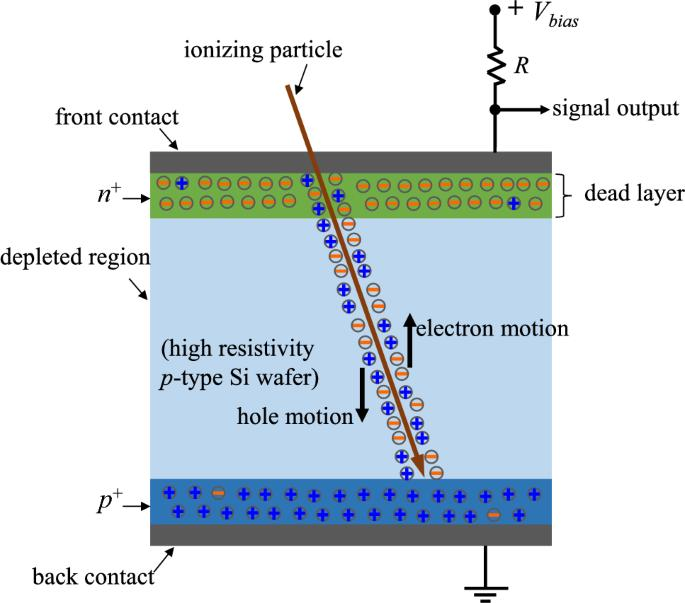 + V_bias
ionizing particle
R
front contact
signal output
n⁺
dead layer
depleted region
electron motion
(high resistivity
p-type Si wafer)
hole motion
p⁺
back contact